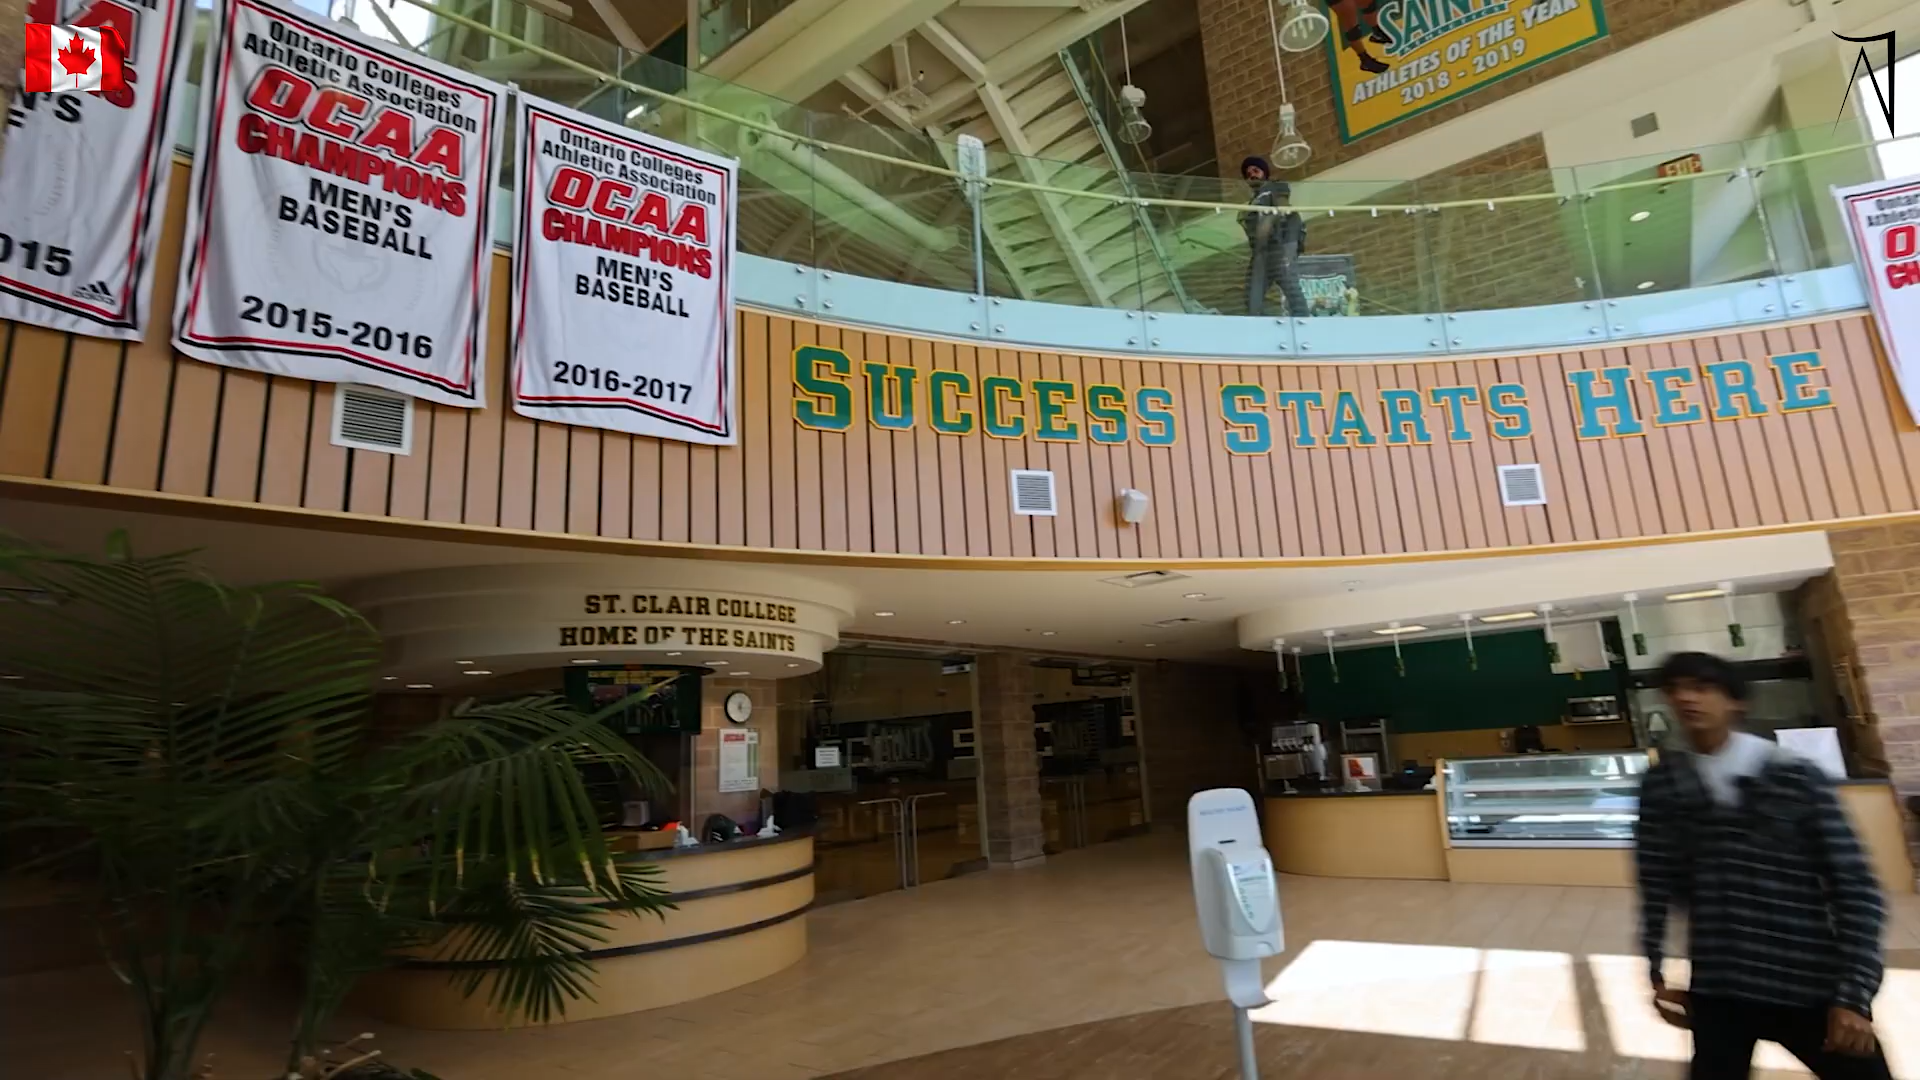 Ontario Colleges
Athletic Association
OCAA
CHAMPIONS
MEN'S
BASEBALL
2015-2016
Ontario Colleges
Athletic Association
OCAA
CHAMPIONS
MEN'S
BASEBALL
2016-2017
SAINTS
ATHLETES OF THE YEAR
2018 - 2019
EXIT
SUCCESS STARTS HERE
ST. CLAIR COLLEGE
HOME OF THE SAINTS
SAINTS
adidas